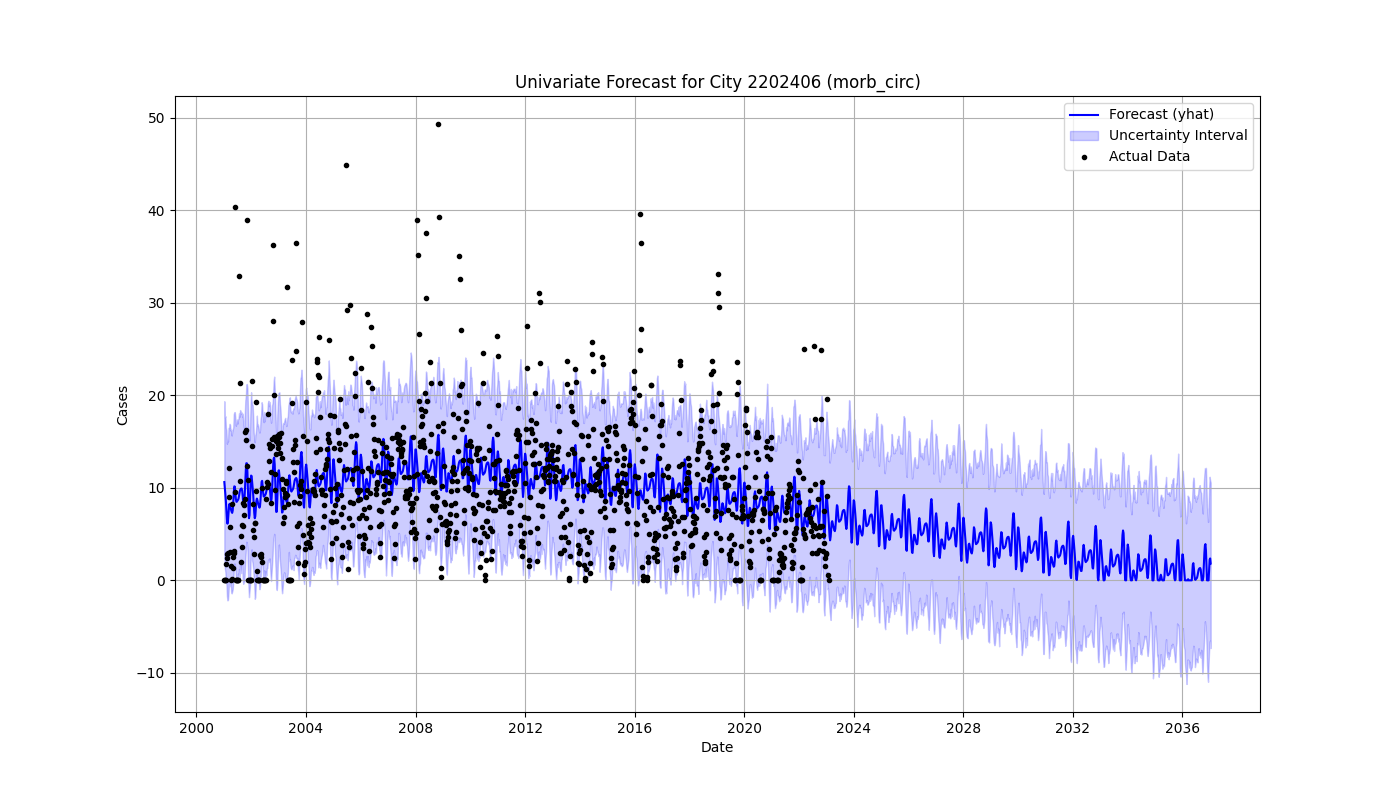 Univariate Forecast for City 2202406 (morb_circ)
Forecast (yhat)
Uncertainty Interval
Actual Data
50
40
30
20
10
0
−10
Cases
2000 2004 2008 2012 2016 2020 2024 2028 2032 2036
Date